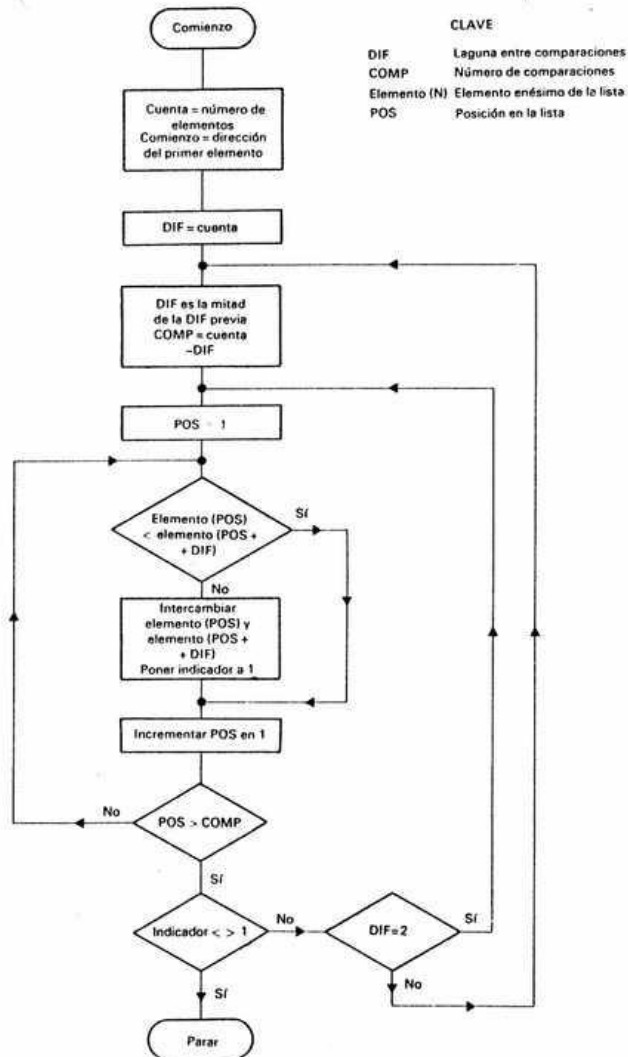 Comienzo
CLAVE
DIF Laguna entre comparaciones
COMP Número de comparaciones
Elemento (N) Elemento enésimo de la lista
POS Posición en la lista
Cuenta = número de
elementos
Comienzo = dirección
del primer elemento
DIF = cuenta
DIF es la mitad
de la DIF previa
COMP = cuenta
-DIF
POS = 1
Elemento (POS)
< elemento (POS +
+ DIF)
Sí
No
Intercambiar
elemento (POS) y
elemento (POS +
+ DIF)
Poner indicador a 1
Incrementar POS en 1
No
POS > COMP
Sí
Indicador < > 1
No
DIF=2
Sí
Sí
No
Parar